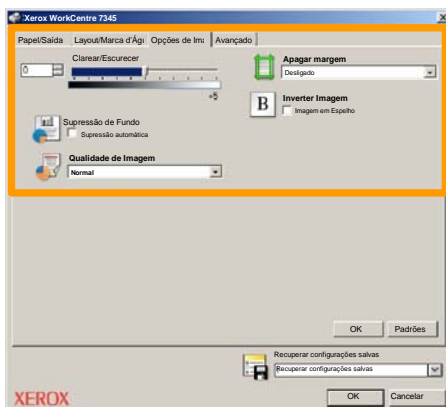 Xerox WorkCentre 7345
Papel/Saída Layout/Marca d'Águ Opções de Ima Avançado
Clarear/Escurecer
0
+5
Apagar margem
Desligado
B
Inverter Imagem
Imagem em Espelho
Supressão de Fundo
Supressão automática
Qualidade de Imagem
Normal
OK Padrões
Recuperar configurações salvas
Recuperar configurações salvas
XEROX
OK Cancelar